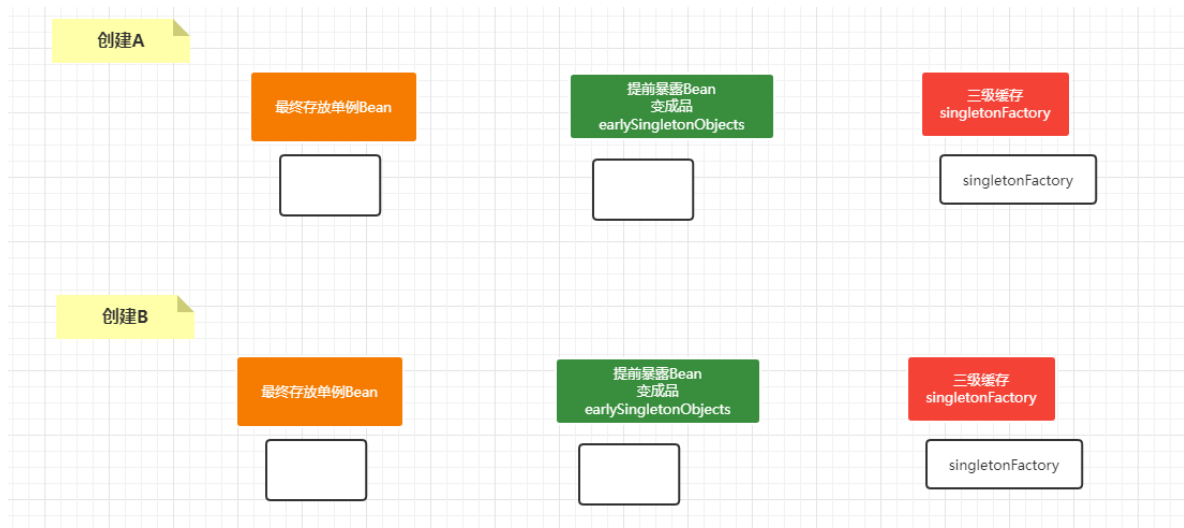 创建A
最终存放单例Bean
提前暴露Bean
变成品
earlySingletonObjects
三级缓存
singletonFactory
singletonFactory
创建B
最终存放单例Bean
提前暴露Bean
变成品
earlySingletonObjects
三级缓存
singletonFactory
singletonFactory